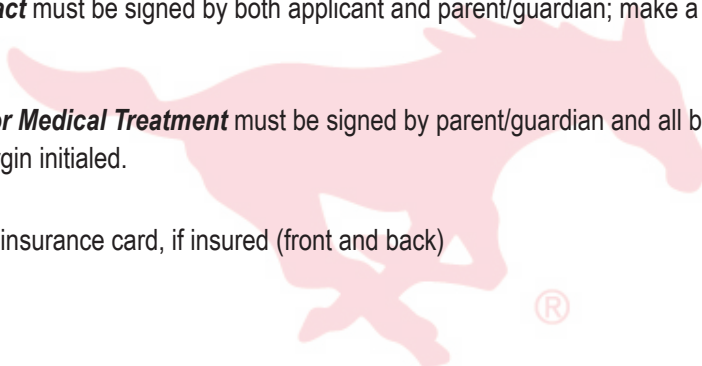 act must be signed by both applicant and parent/guardian; make a
or Medical Treatment must be signed by parent/guardian and all b
gin initialed.
insurance card, if insured (front and back)
®